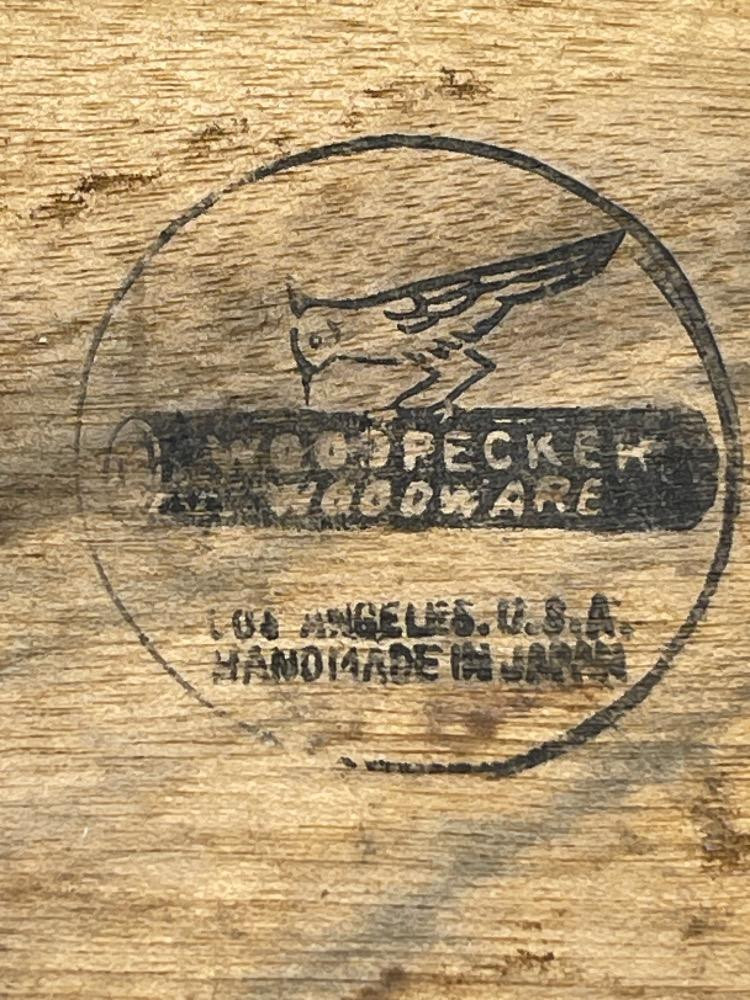 WOODPECKER
WOODWARE
LOS ANGELES. U.S.A.
HANDMADE IN JAPAN